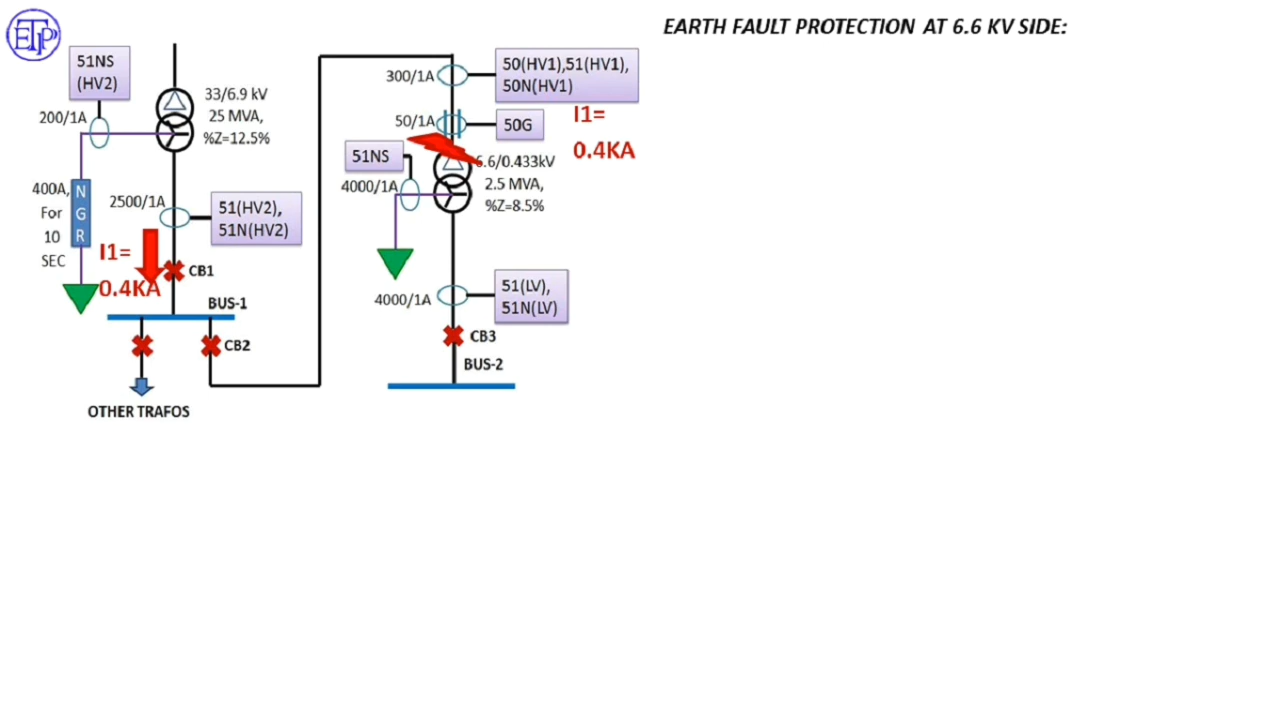 ETPP
EARTH FAULT PROTECTION AT 6.6 KV SIDE:
51NS
(HV2)
200/1A
33/6.9 kV
25 MVA,
%Z=12.5%
400A,
For
10
SEC
N
G
R
2500/1A
51(HV2),
51N(HV2)
I1=
0.4KA
CB1
BUS-1
CB2
OTHER TRAFOS
300/1A
50(HV1),51(HV1),
50N(HV1)
50/1A
50G
I1=
0.4KA
51NS
4000/1A
6.6/0.433kV
2.5 MVA,
%Z=8.5%
4000/1A
51(LV),
51N(LV)
CB3
BUS-2